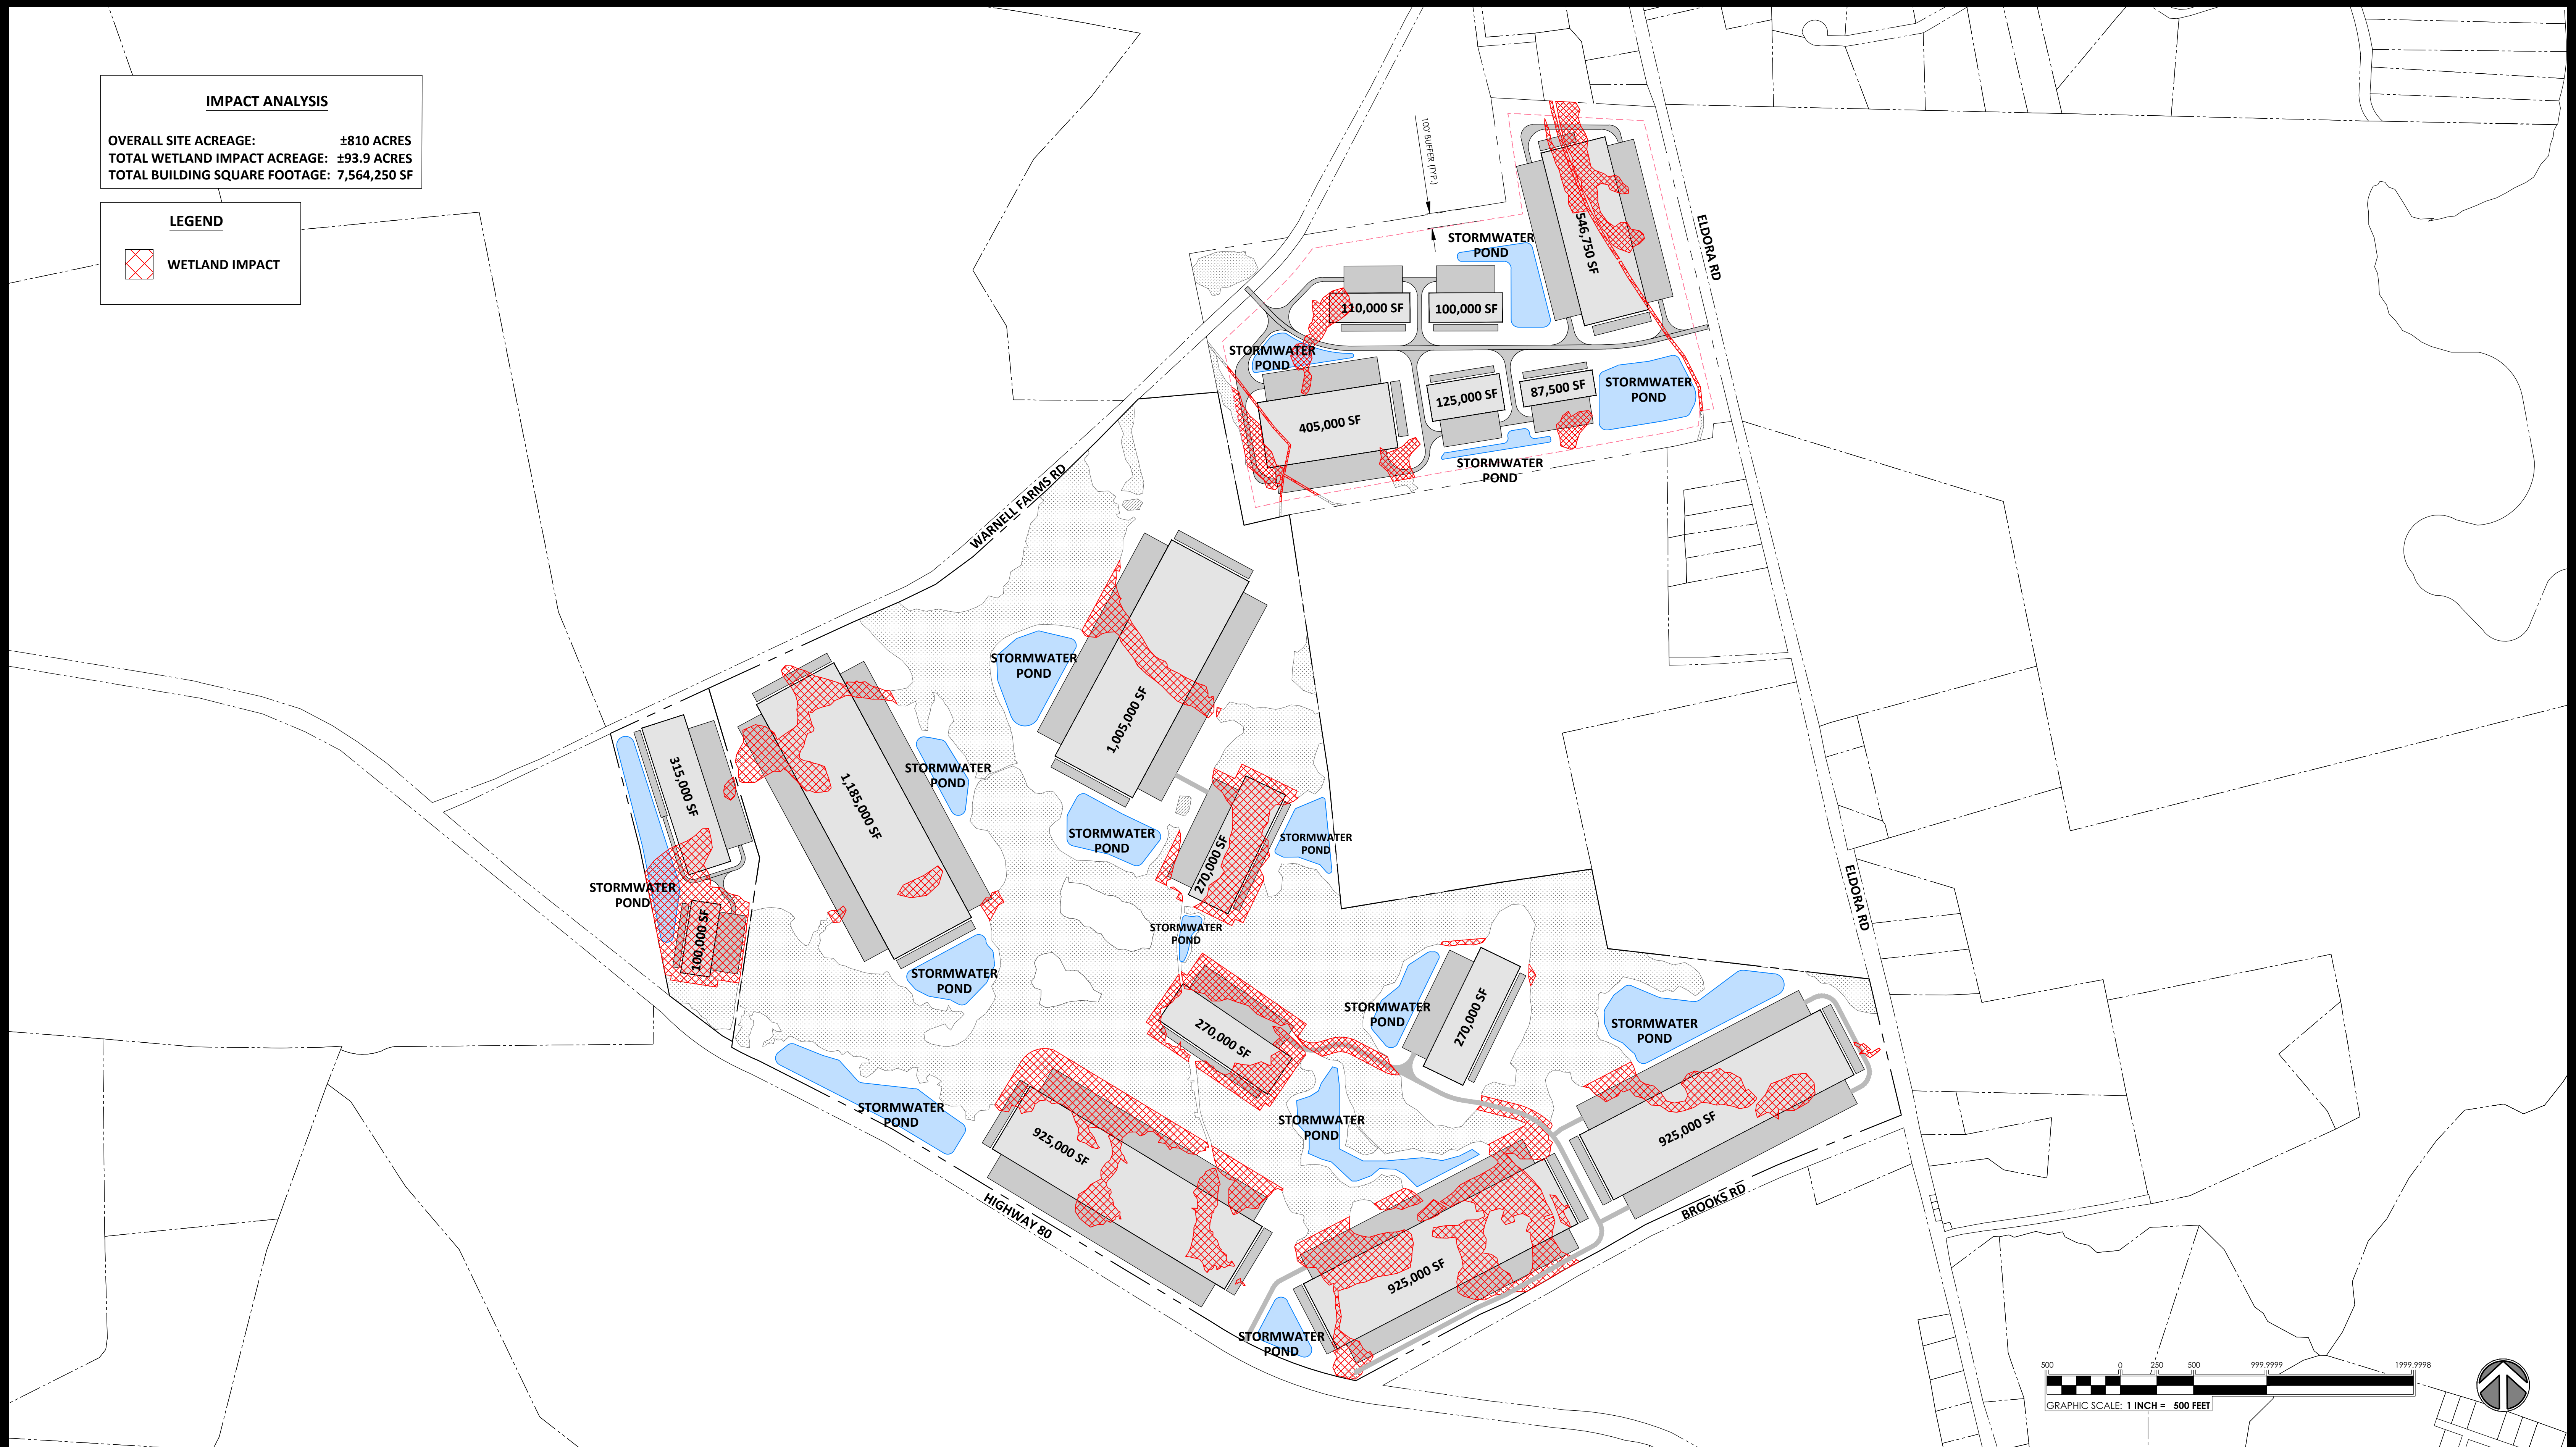 IMPACT ANALYSIS
OVERALL SITE ACREAGE: ±810 ACRES
TOTAL WETLAND IMPACT ACREAGE: ±93.9 ACRES
TOTAL BUILDING SQUARE FOOTAGE: 7,564,250 SF
LEGEND
WETLAND IMPACT
100' BUFFER (TYP.)
STORMWATER
POND
546,750 SF
ELDORA RD
110,000 SF
100,000 SF
STORMWATER
POND
405,000 SF
125,000 SF
87,500 SF
STORMWATER
POND
STORMWATER
POND
WARNELL FARMS RD
STORMWATER
POND
1,005,000 SF
315,000 SF
1,185,000 SF
STORMWATER
POND
STORMWATER
POND
270,000 SF
STORMWATER
POND
STORMWATER
POND
100,000 SF
STORMWATER
POND
STORMWATER
POND
ELDORA RD
270,000 SF
STORMWATER
POND
270,000 SF
STORMWATER
POND
STORMWATER
POND
925,000 SF
STORMWATER
POND
925,000 SF
HIGHWAY 80
BROOKS RD
925,000 SF
STORMWATER
POND
500 0 250 500 999.9999 1999.9998
GRAPHIC SCALE: 1 INCH = 500 FEET